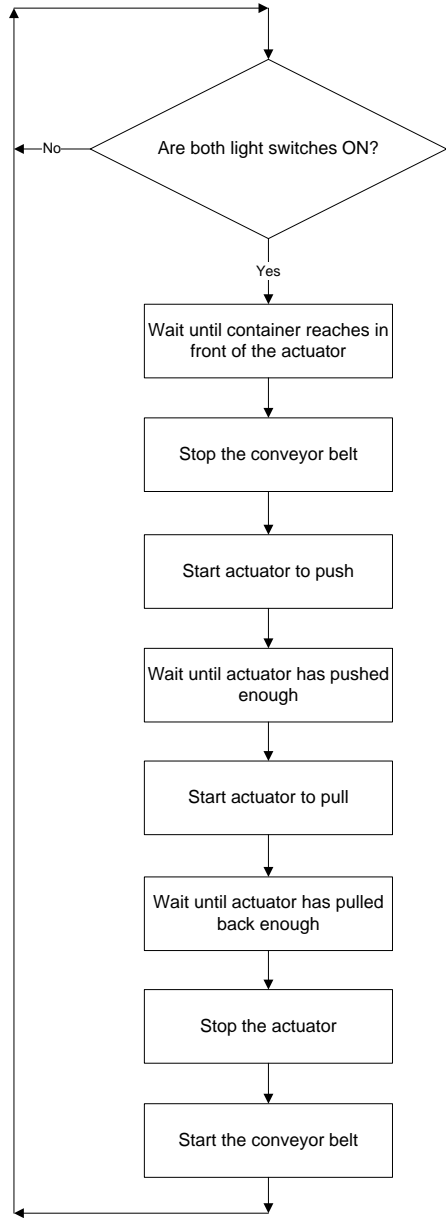 Are both light switches ON?
No
Yes
Wait until container reaches in
front of the actuator
Stop the conveyor belt
Start actuator to push
Wait until actuator has pushed
enough
Start actuator to pull
Wait until actuator has pulled
back enough
Stop the actuator
Start the conveyor belt